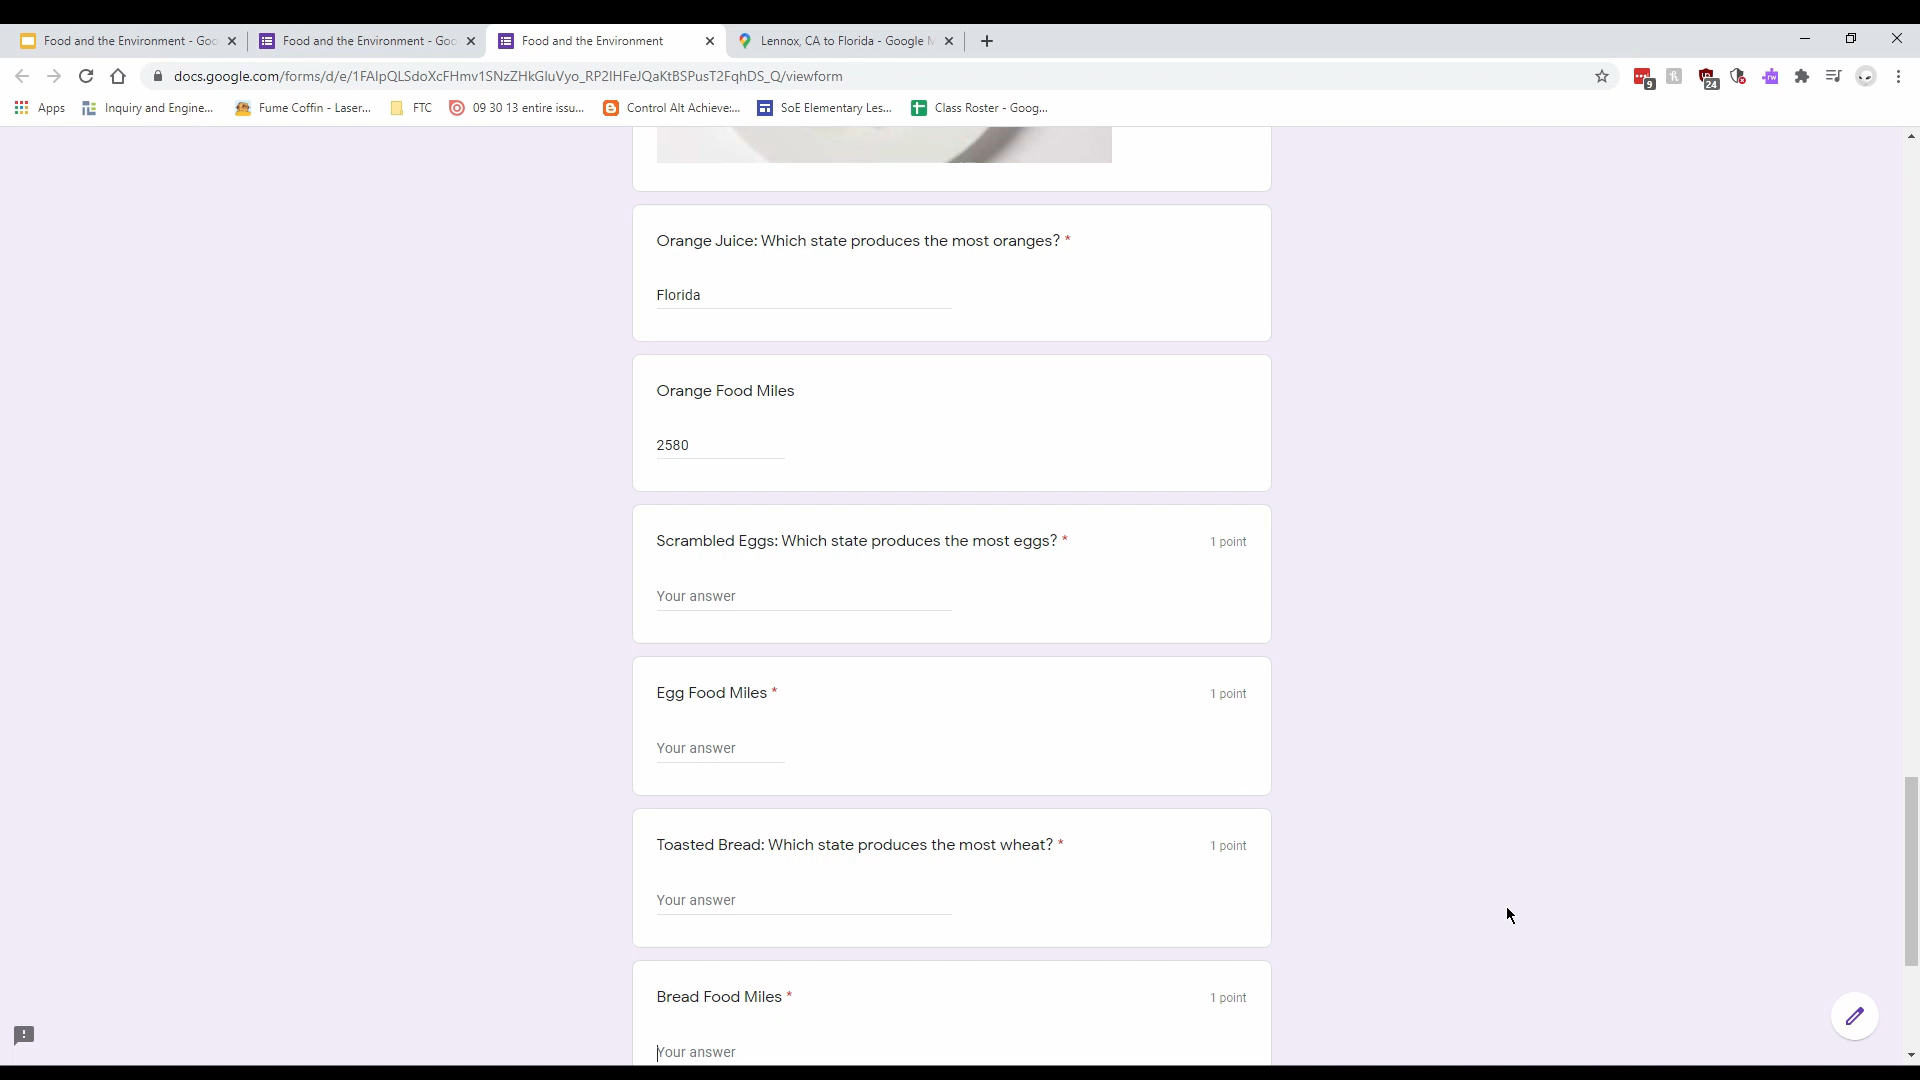 Food and the Environment - Goo
Food and the Environment - Goo
Food and the Environment
Lennox, CA to Florida - Google M
docs.google.com/forms/d/e/1FAIpQLSdoXcFHmv1SNzZHkGluVyo_RP2IHFeJQaKtBSPusT2FqhDS_Q/viewform
9
24
Apps
Inquiry and Engine...
Fume Coffin - Laser...
FTC
09 30 13 entire issu...
Control Alt Achieve:...
SoE Elementary Les...
Class Roster - Goog...
Orange Juice: Which state produces the most oranges? *
Florida
Orange Food Miles
2580
Scrambled Eggs: Which state produces the most eggs? *
1 point
Your answer
Egg Food Miles *
1 point
Your answer
Toasted Bread: Which state produces the most wheat? *
1 point
Your answer
Bread Food Miles *
1 point
Your answer